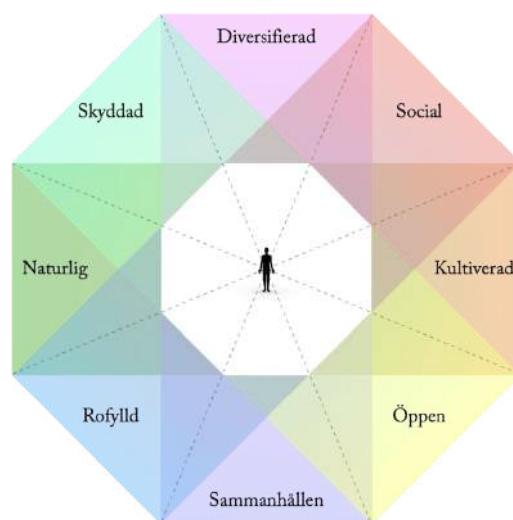 Diversifierad
Skyddad
Social
Naturlig
Kultiverad
Rofylld
Öppen
Sammanhållen